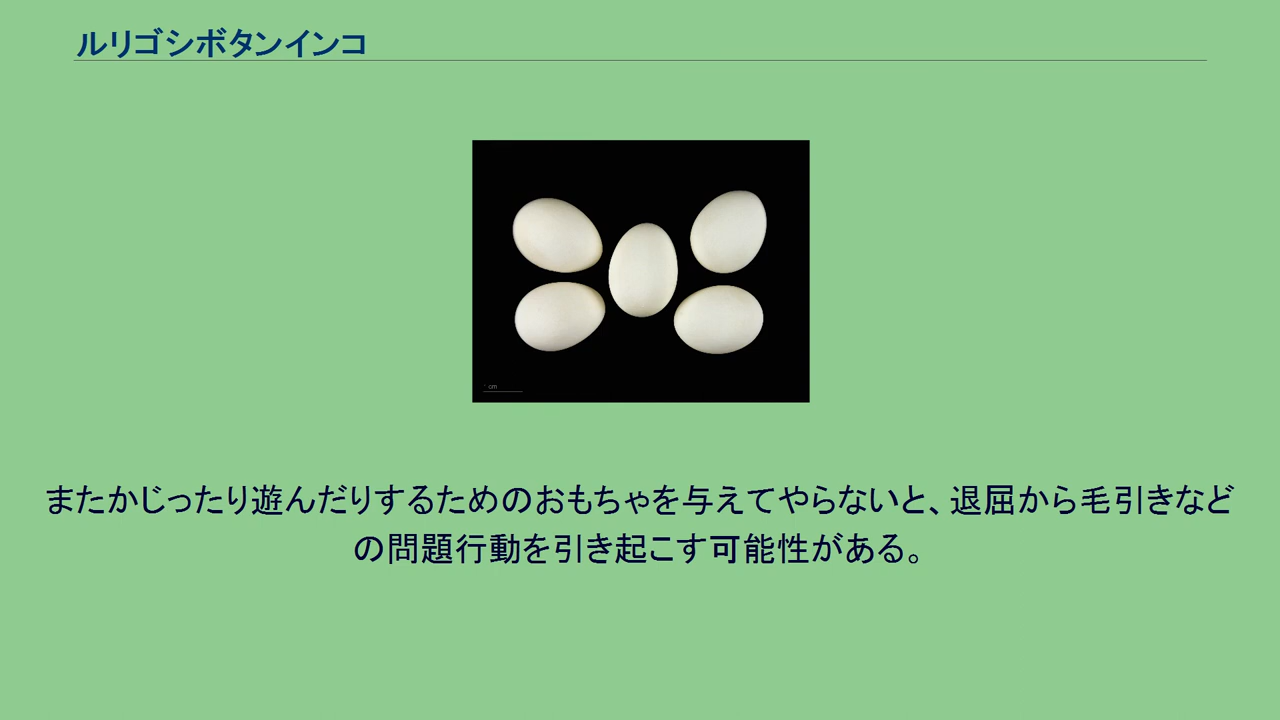 ルリゴシボタンインコ
cm
またかじったり遊んだりするためのおもちゃを与えてやらないと、退屈から毛引きなど
の問題行動を引き起こす可能性がある。